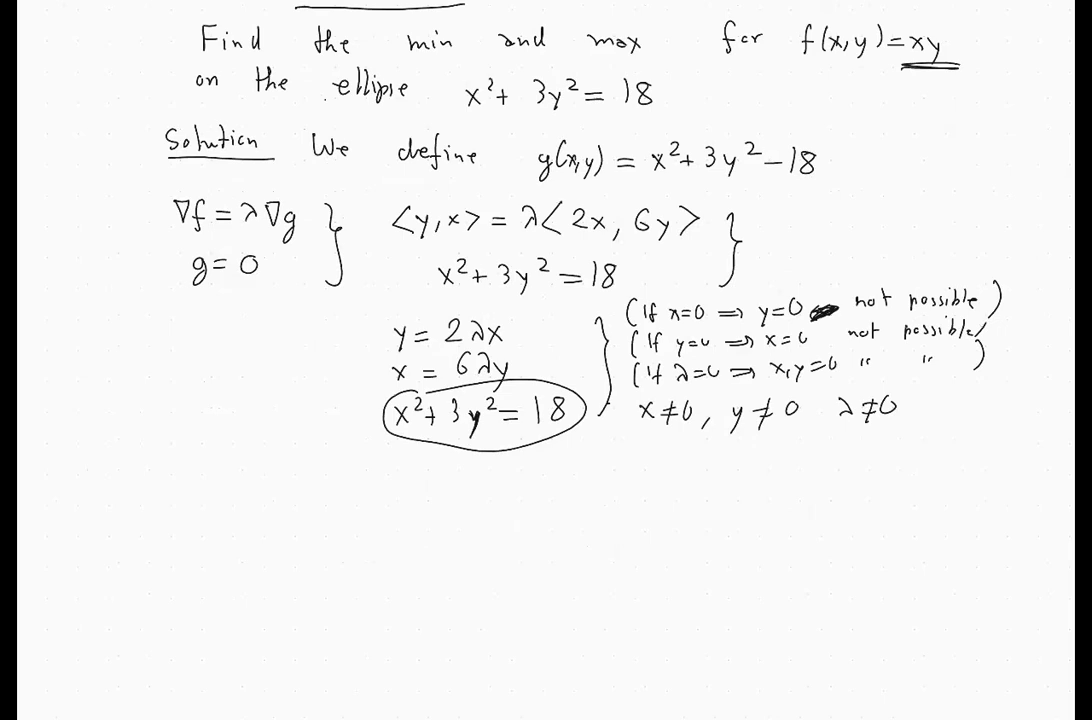 Find the min and max for f(x,y)=xy
on the ellipse x²+ 3y²= 18
Solution We define g(x,y) = x²+3y²-18
∇f = λ∇g } <y,x> = λ<2x, 6y> }
g= 0 x²+3y²=18
(If x=0 ⇒ y=0 not possible)
y= 2λx (If y=0 ⇒ x=0 not possible)
x = 6λy (If λ=0 ⇒ x,y=0 " " )
x²+3y²=18 } x≠0, y≠0 λ≠0